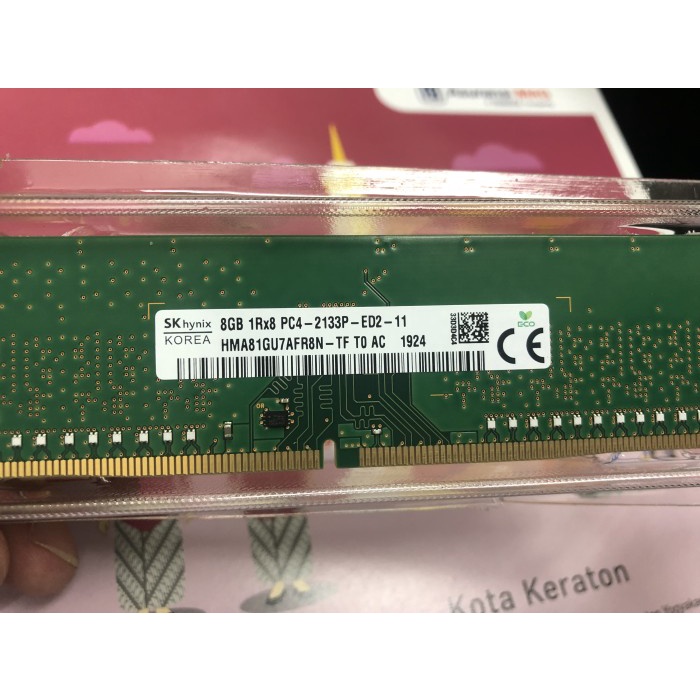 SK hynix 8GB 1Rx8 PC4-2133P-ED2-11
KOREA HMA81GU7AFR8N-TF T0 AC 1924
ECO
CE
Kota Keraton